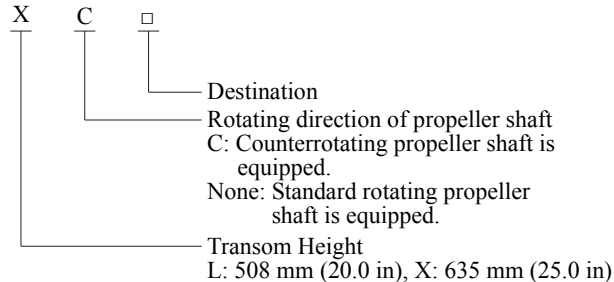 X C □
Destination
Rotating direction of propeller shaft
C: Counterrotating propeller shaft is
equipped.
None: Standard rotating propeller
shaft is equipped.
Transom Height
L: 508 mm (20.0 in), X: 635 mm (25.0 in)